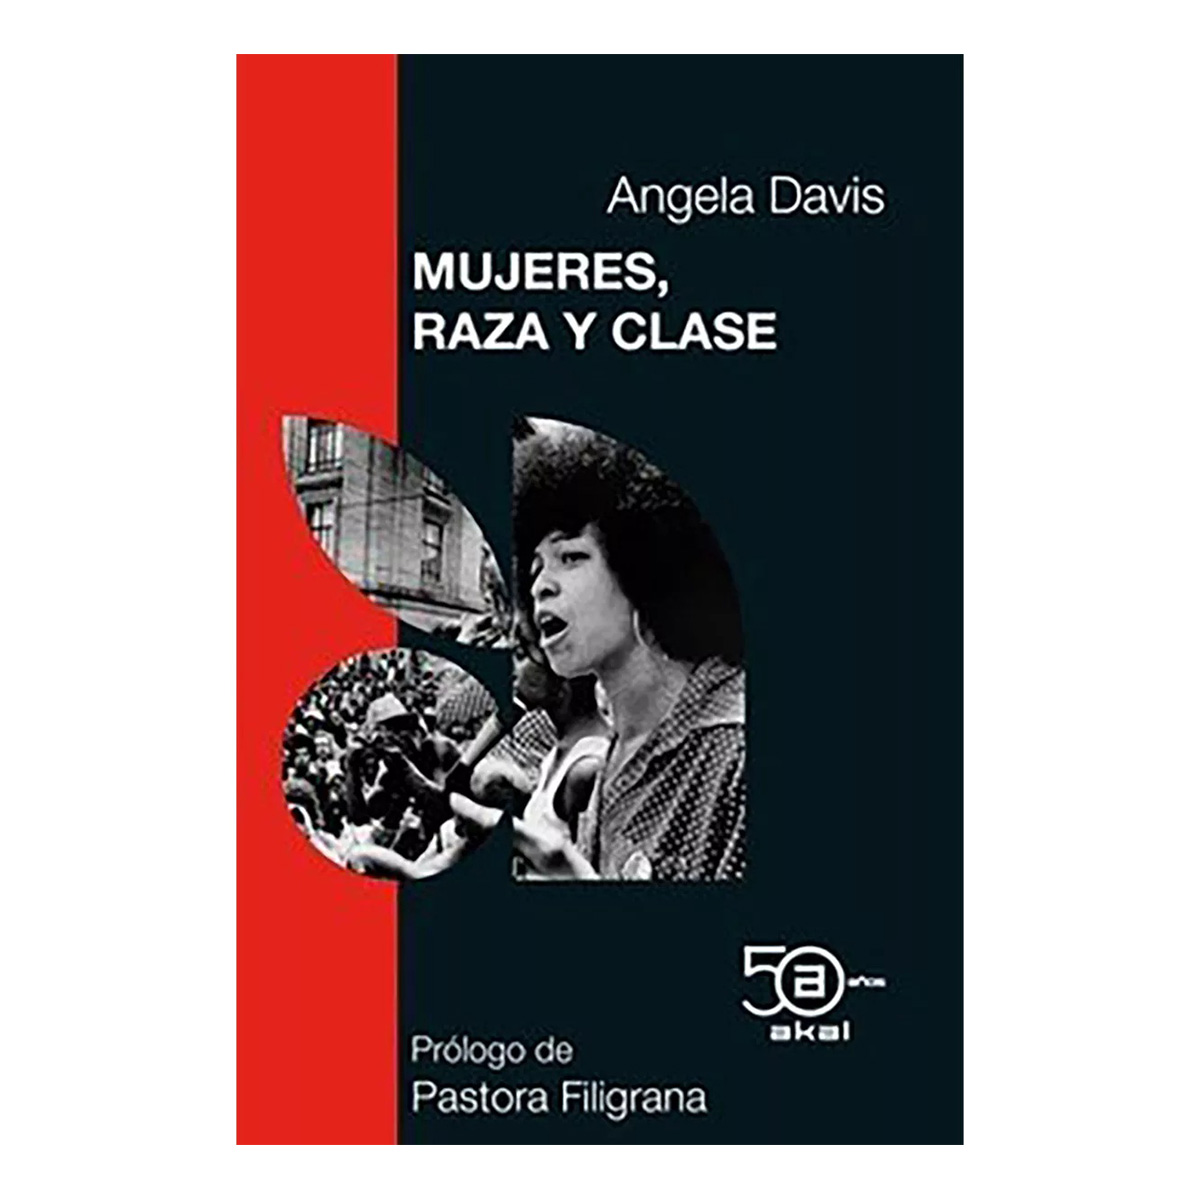 Angela Davis
MUJERES,
RAZA Y CLASE
50 a años
akal
Prólogo de
Pastora Filigrana